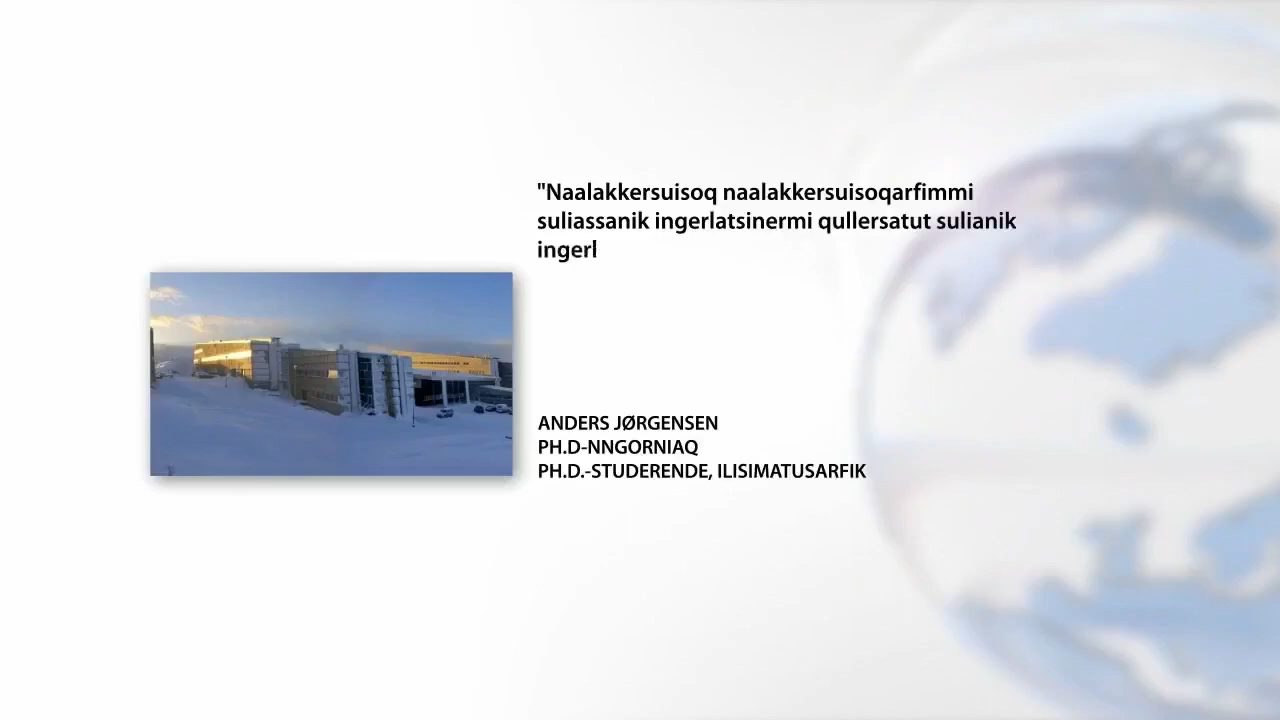 "Naalakkersuisoq naalakkersuisoqarfimmi
suliassanik ingerlatsinermi qullersatut sulianik
ingerl
ANDERS JØRGENSEN
PH.D-NNGORNIAQ
PH.D.-STUDERENDE, ILISIMATUSARFIK